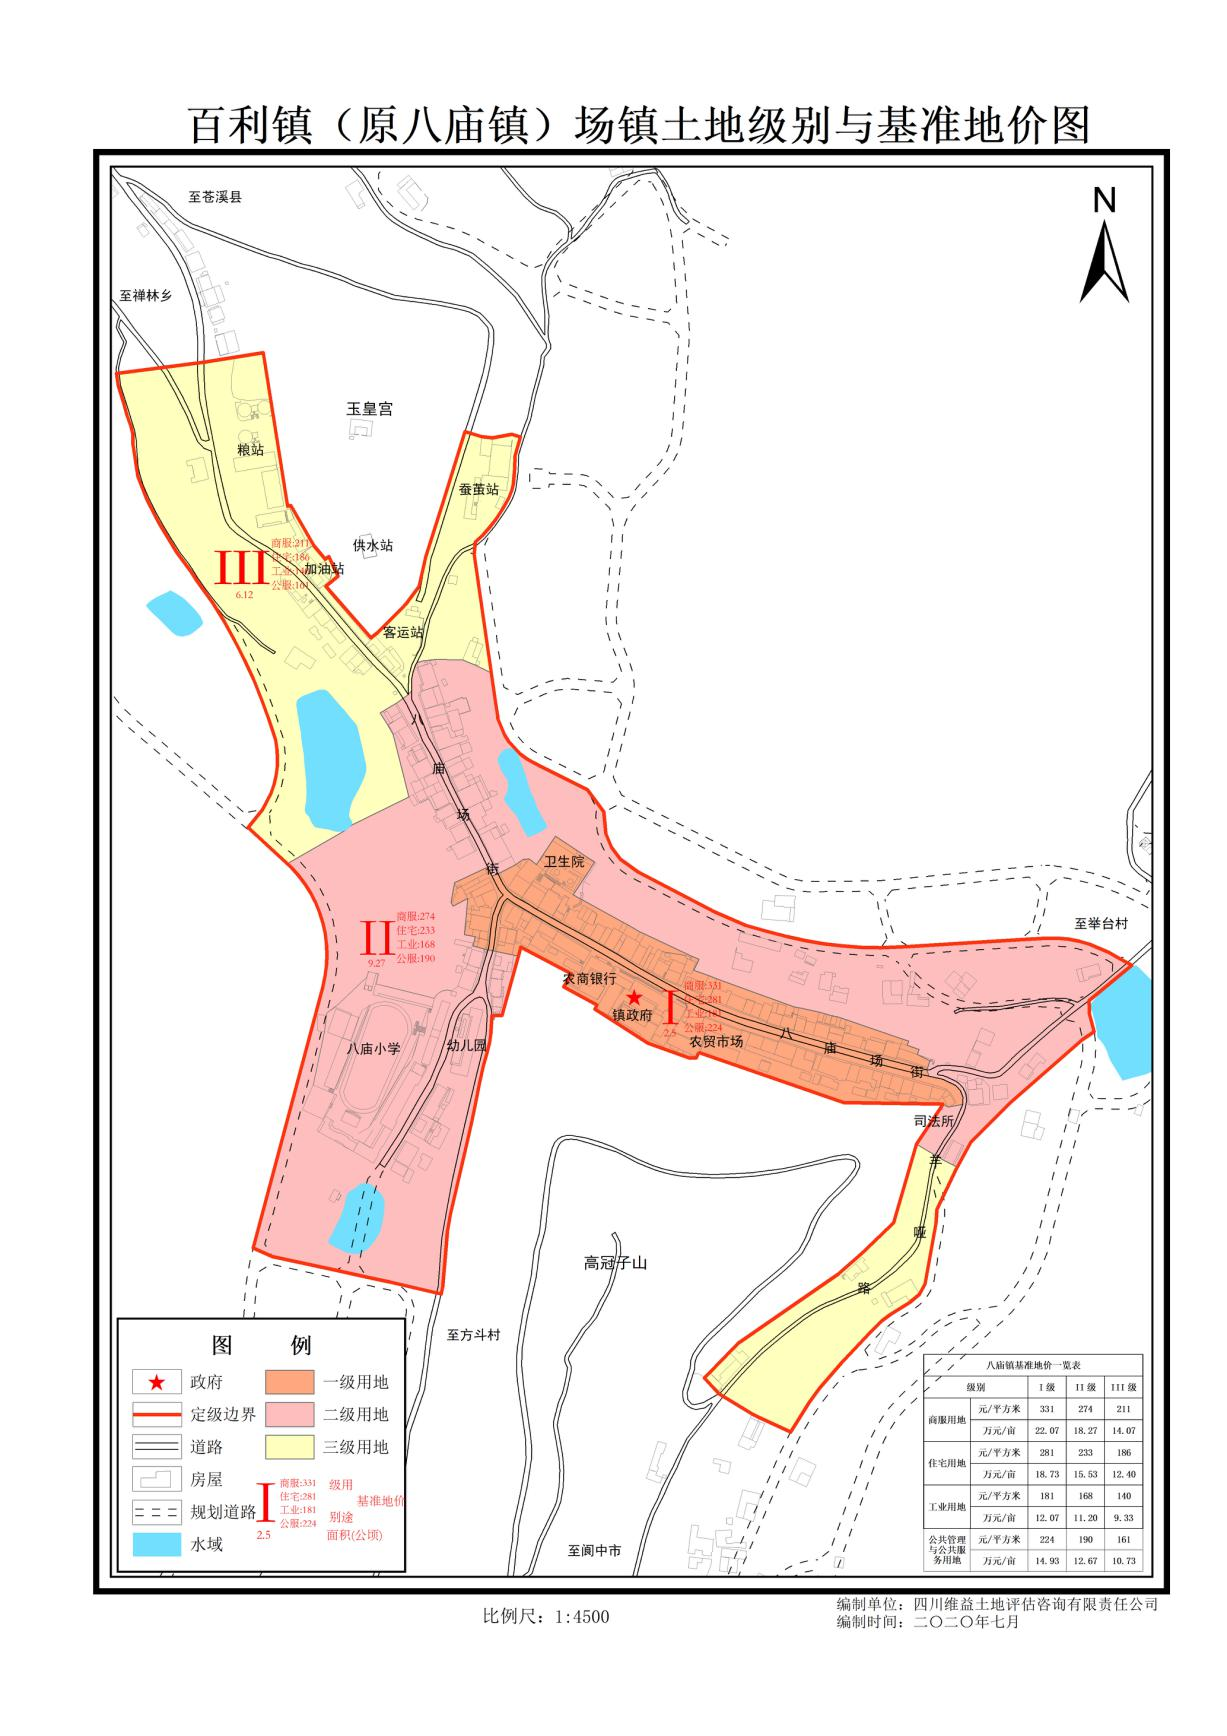 百利镇（原八庙镇）场镇土地级别与基准地价图
至苍溪县
N
至禅林乡
玉皇宫
粮站
蚕茧站
供水站
III
商服:211
住宅:186
公服:161
6.12
加油站
客运站
八
庙
场
街
卫生院
II
商服:274
住宅:233
工业:168
公服:190
9.27
至举台村
农商银行
镇政府
I
商服:331
住宅:281
工业:181
公服:224
2.5
农贸市场
八
庙
场
街
八庙小学
幼儿园
司法所
羊
哑
路
高冠子山
至方斗村
至阆中市
图 例
政府
一级用地
定级边界
二级用地
道路
三级用地
房屋
规划道路
水域
I
商服:331
住宅:281
工业:181
公服:224
2.5
级用
基准地价
别途
面积(公顷)
八庙镇基准地价一览表
级别 I 级 II 级 III 级
商服用地 元/平方米 331 274 211
万元/亩 22.07 18.27 14.07
住宅用地 元/平方米 281 233 186
万元/亩 18.73 15.53 12.40
工业用地 元/平方米 181 168 140
万元/亩 12.07 11.20 9.33
公共管理与公共服务用地 元/平方米 224 190 161
万元/亩 14.93 12.67 10.73
比例尺：1:4500
编制单位：四川维益土地评估咨询有限责任公司
编制时间：二〇二〇年七月